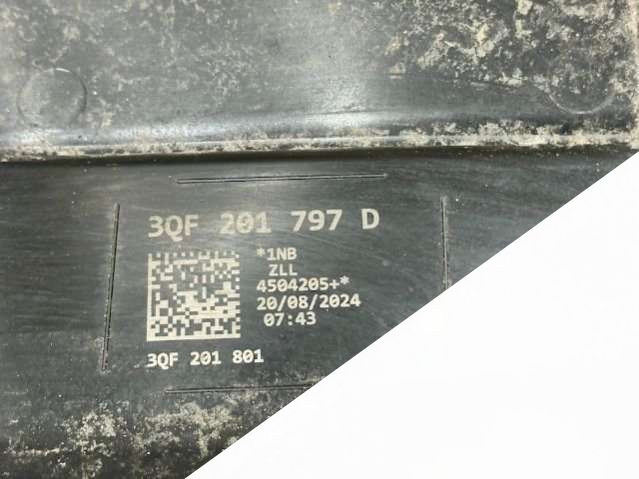 3QF 201 797 D
*1NB
ZLL
4504205+*
20/08/2024
07:43
3QF 201 801